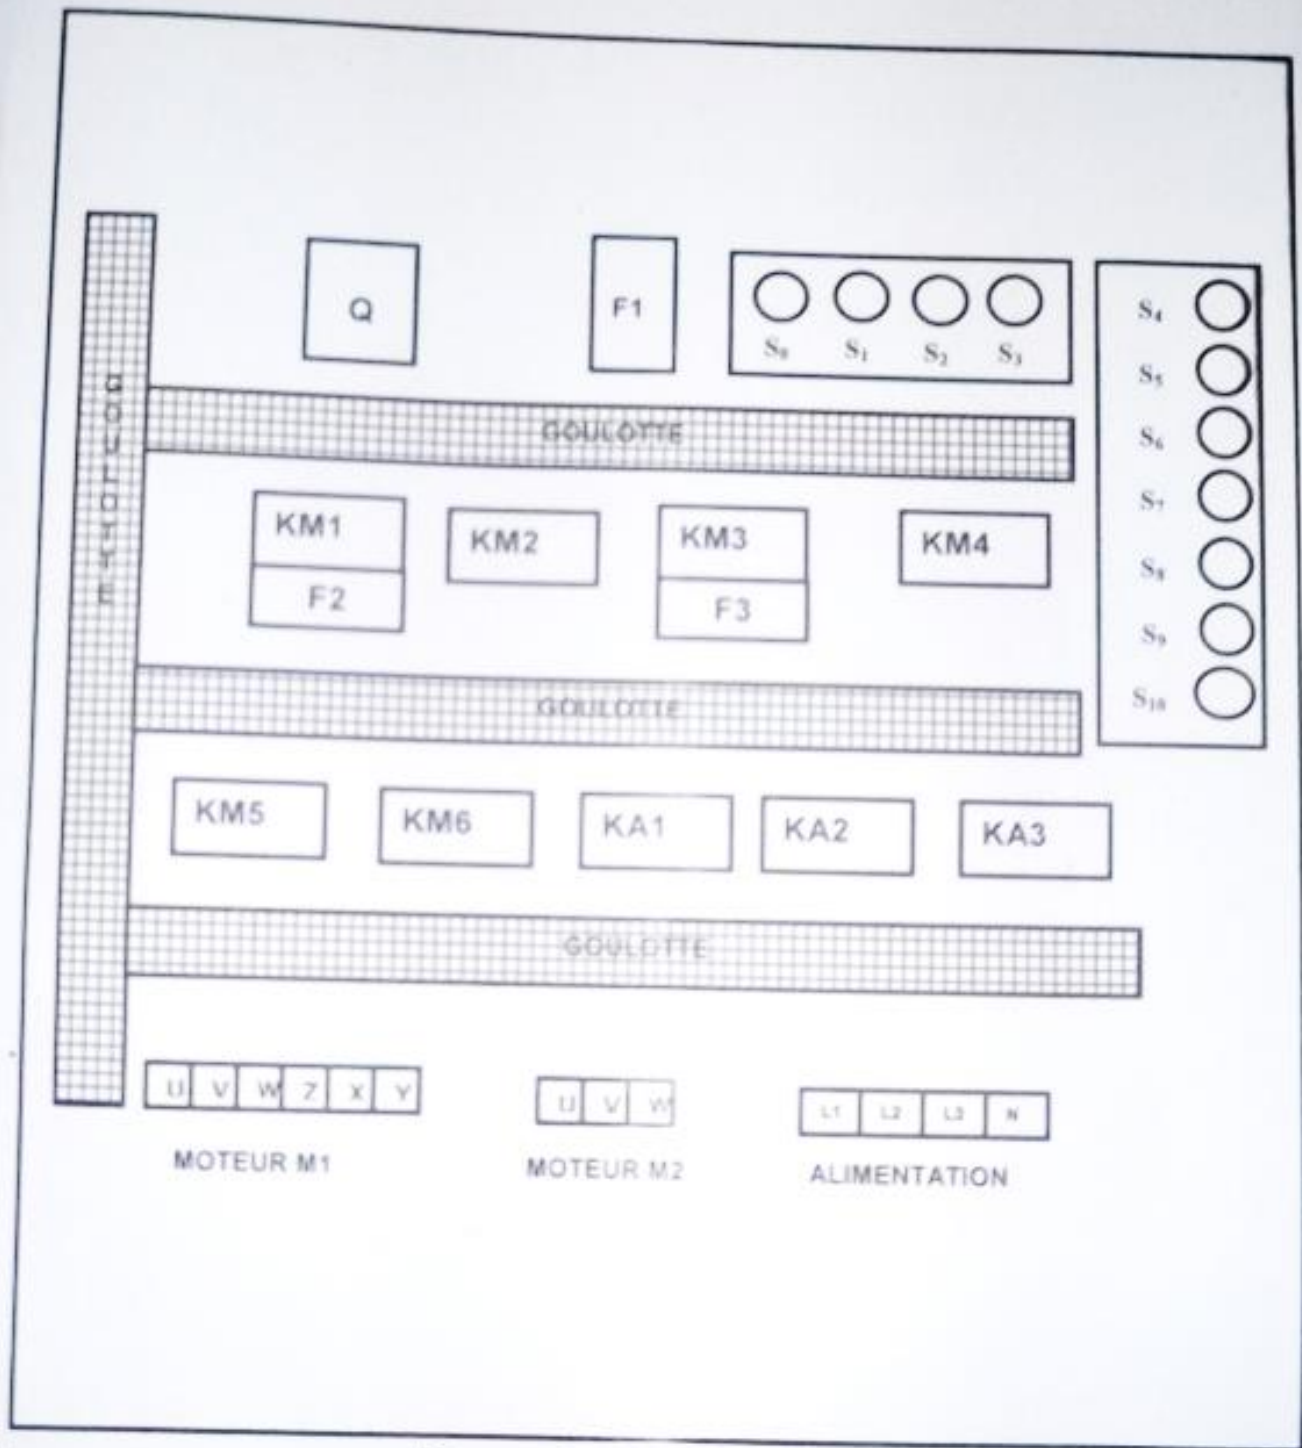 Q
F1
S0 S1 S2 S3
S4
S5
S6
S7
S8
S9
S10
GOULOTTE
GOULOTTE
KM1
F2
KM2
KM3
F3
KM4
GOULOTTE
KM5
KM6
KA1
KA2
KA3
GOULOTTE
U V W Z X Y
MOTEUR M1
U V W
MOTEUR M2
L1 L2 L3 N
ALIMENTATION